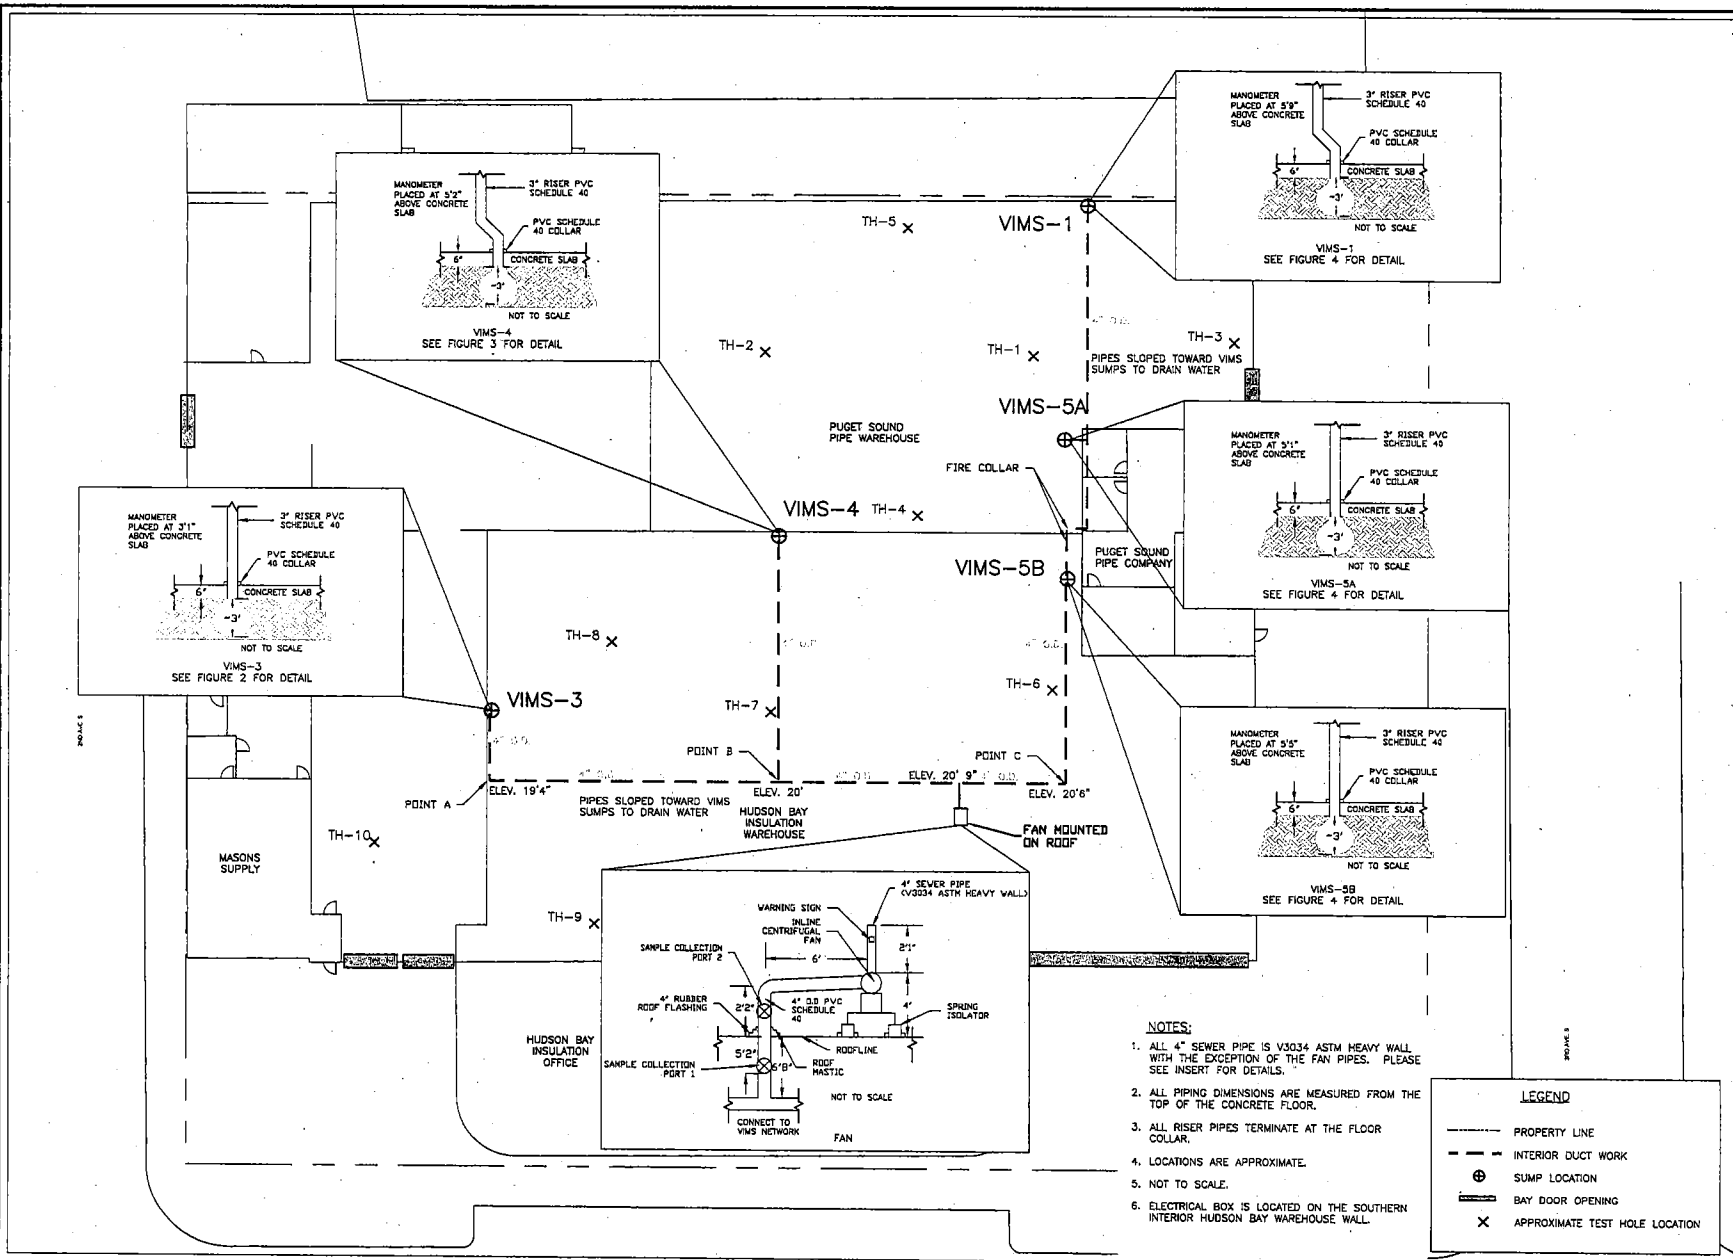 MANOMETER
PLACED AT 5'9"
ABOVE CONCRETE
SLAB
3" RISER PVC
SCHEDULE 40
PVC SCHEDULE
40 COLLAR
6"
CONCRETE SLAB
~3'
NOT TO SCALE
VIMS-1
SEE FIGURE 4 FOR DETAIL
MANOMETER
PLACED AT 5'2"
ABOVE CONCRETE
SLAB
3" RISER PVC
SCHEDULE 40
PVC SCHEDULE
40 COLLAR
6"
CONCRETE SLAB
~3'
NOT TO SCALE
VIMS-4
SEE FIGURE 3 FOR DETAIL
TH-5
VIMS-1
4" O.D.
TH-2
TH-1
TH-3
PIPES SLOPED TOWARD VIMS
SUMPS TO DRAIN WATER
VIMS-5A
PUGET SOUND
PIPE WAREHOUSE
FIRE COLLAR
MANOMETER
PLACED AT 5'1"
ABOVE CONCRETE
SLAB
3" RISER PVC
SCHEDULE 40
PVC SCHEDULE
40 COLLAR
6"
CONCRETE SLAB
~3'
NOT TO SCALE
VIMS-5A
SEE FIGURE 4 FOR DETAIL
MANOMETER
PLACED AT 3'1"
ABOVE CONCRETE
SLAB
3" RISER PVC
SCHEDULE 40
PVC SCHEDULE
40 COLLAR
6"
CONCRETE SLAB
~3'
NOT TO SCALE
VIMS-3
SEE FIGURE 2 FOR DETAIL
VIMS-4
TH-4
VIMS-5B
PUGET SOUND
PIPE COMPANY
TH-8
4" O.D.
4" O.D.
TH-6
VIMS-3
TH-7
2ND AVE S
4" O.D.
POINT B
POINT C
MANOMETER
PLACED AT 5'5"
ABOVE CONCRETE
SLAB
3" RISER PVC
SCHEDULE 40
PVC SCHEDULE
40 COLLAR
6"
CONCRETE SLAB
~3'
NOT TO SCALE
VIMS-5B
SEE FIGURE 4 FOR DETAIL
4" O.D.
4" O.D.
ELEV. 20' 9"
4" O.D.
POINT A
ELEV. 19'4"
ELEV. 20'
ELEV. 20'6"
PIPES SLOPED TOWARD VIMS
SUMPS TO DRAIN WATER
HUDSON BAY
INSULATION
WAREHOUSE
FAN MOUNTED
ON ROOF
TH-10
MASONS
SUPPLY
TH-9
4" SEWER PIPE
(V3034 ASTM HEAVY WALL)
WARNING SIGN
INLINE
CENTRIFUGAL
FAN
2'1"
6'
SAMPLE COLLECTION
PORT 2
4" RUBBER
ROOF FLASHING
2'2"
4" O.D PVC
SCHEDULE
40
4'
SPRING
ISOLATOR
ROOFLINE
5'2"
ROOF
MASTIC
SAMPLE COLLECTION
PORT 1
6'8"
NOT TO SCALE
CONNECT TO
VIMS NETWORK
FAN
HUDSON BAY
INSULATION
OFFICE
NOTES:
1. ALL 4" SEWER PIPE IS V3034 ASTM HEAVY WALL
WITH THE EXCEPTION OF THE FAN PIPES. PLEASE
SEE INSERT FOR DETAILS.
2. ALL PIPING DIMENSIONS ARE MEASURED FROM THE
TOP OF THE CONCRETE FLOOR.
3. ALL RISER PIPES TERMINATE AT THE FLOOR
COLLAR.
4. LOCATIONS ARE APPROXIMATE.
5. NOT TO SCALE.
6. ELECTRICAL BOX IS LOCATED ON THE SOUTHERN
INTERIOR HUDSON BAY WAREHOUSE WALL.
3RD AVE S
LEGEND
PROPERTY LINE
INTERIOR DUCT WORK
SUMP LOCATION
BAY DOOR OPENING
APPROXIMATE TEST HOLE LOCATION